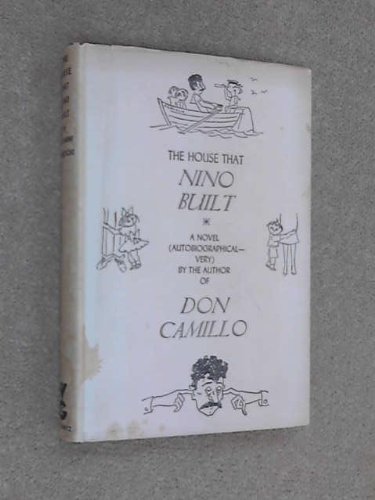 THE HOUSE THAT
NINO
BUILT
*
A NOVEL
(AUTOBIOGRAPHICAL—
VERY)
BY THE AUTHOR
OF
DON
CAMILLO